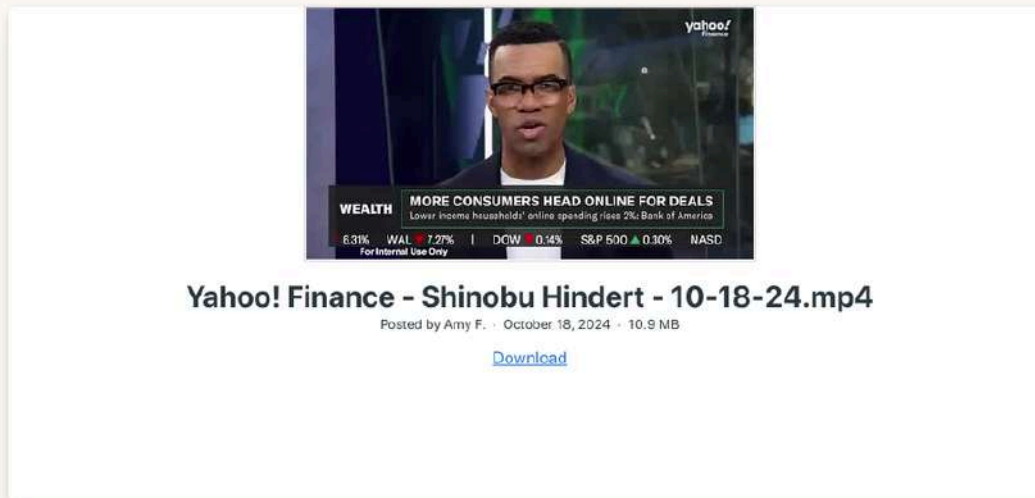 yahoo!
finance
WEALTH
MORE CONSUMERS HEAD ONLINE FOR DEALS
Lower income households' online spending rises 2%: Bank of America
6.31% WAL ▼ 7.27% | DOW ▼ 0.14% S&P 500 ▲ 0.30% NASD
For Internal Use Only
Yahoo! Finance - Shinobu Hindert - 10-18-24.mp4
Posted by Amy F. · October 18, 2024 · 10.9 MB
Download